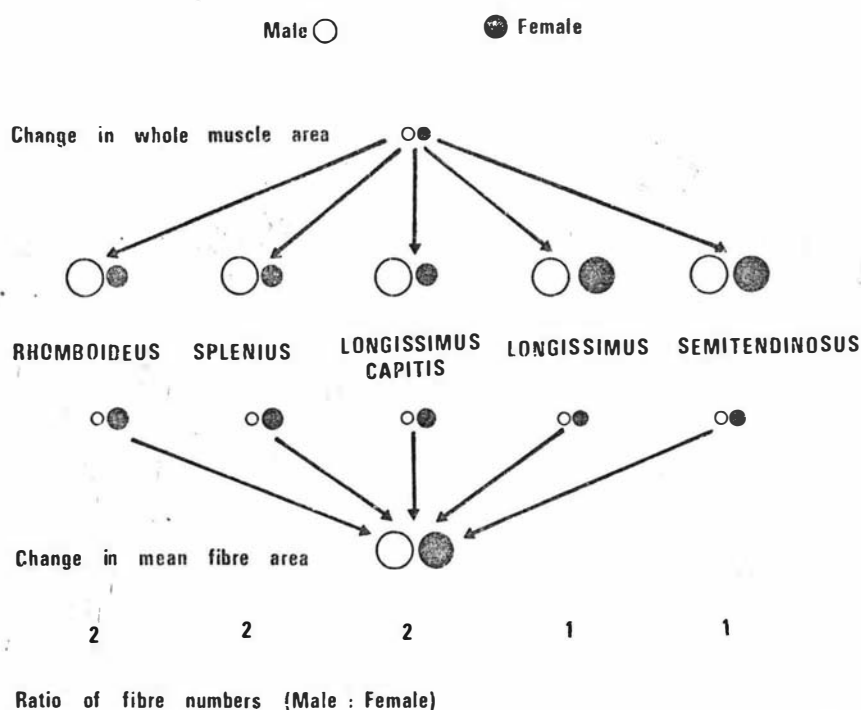 Male Female
Change in whole muscle area
RHOMBOIDEUS SPLENIUS LONGISSIMUS CAPITIS LONGISSIMUS SEMITENDINOSUS
Change in mean fibre area
2 2 2 1 1
Ratio of fibre numbers (Male : Female)